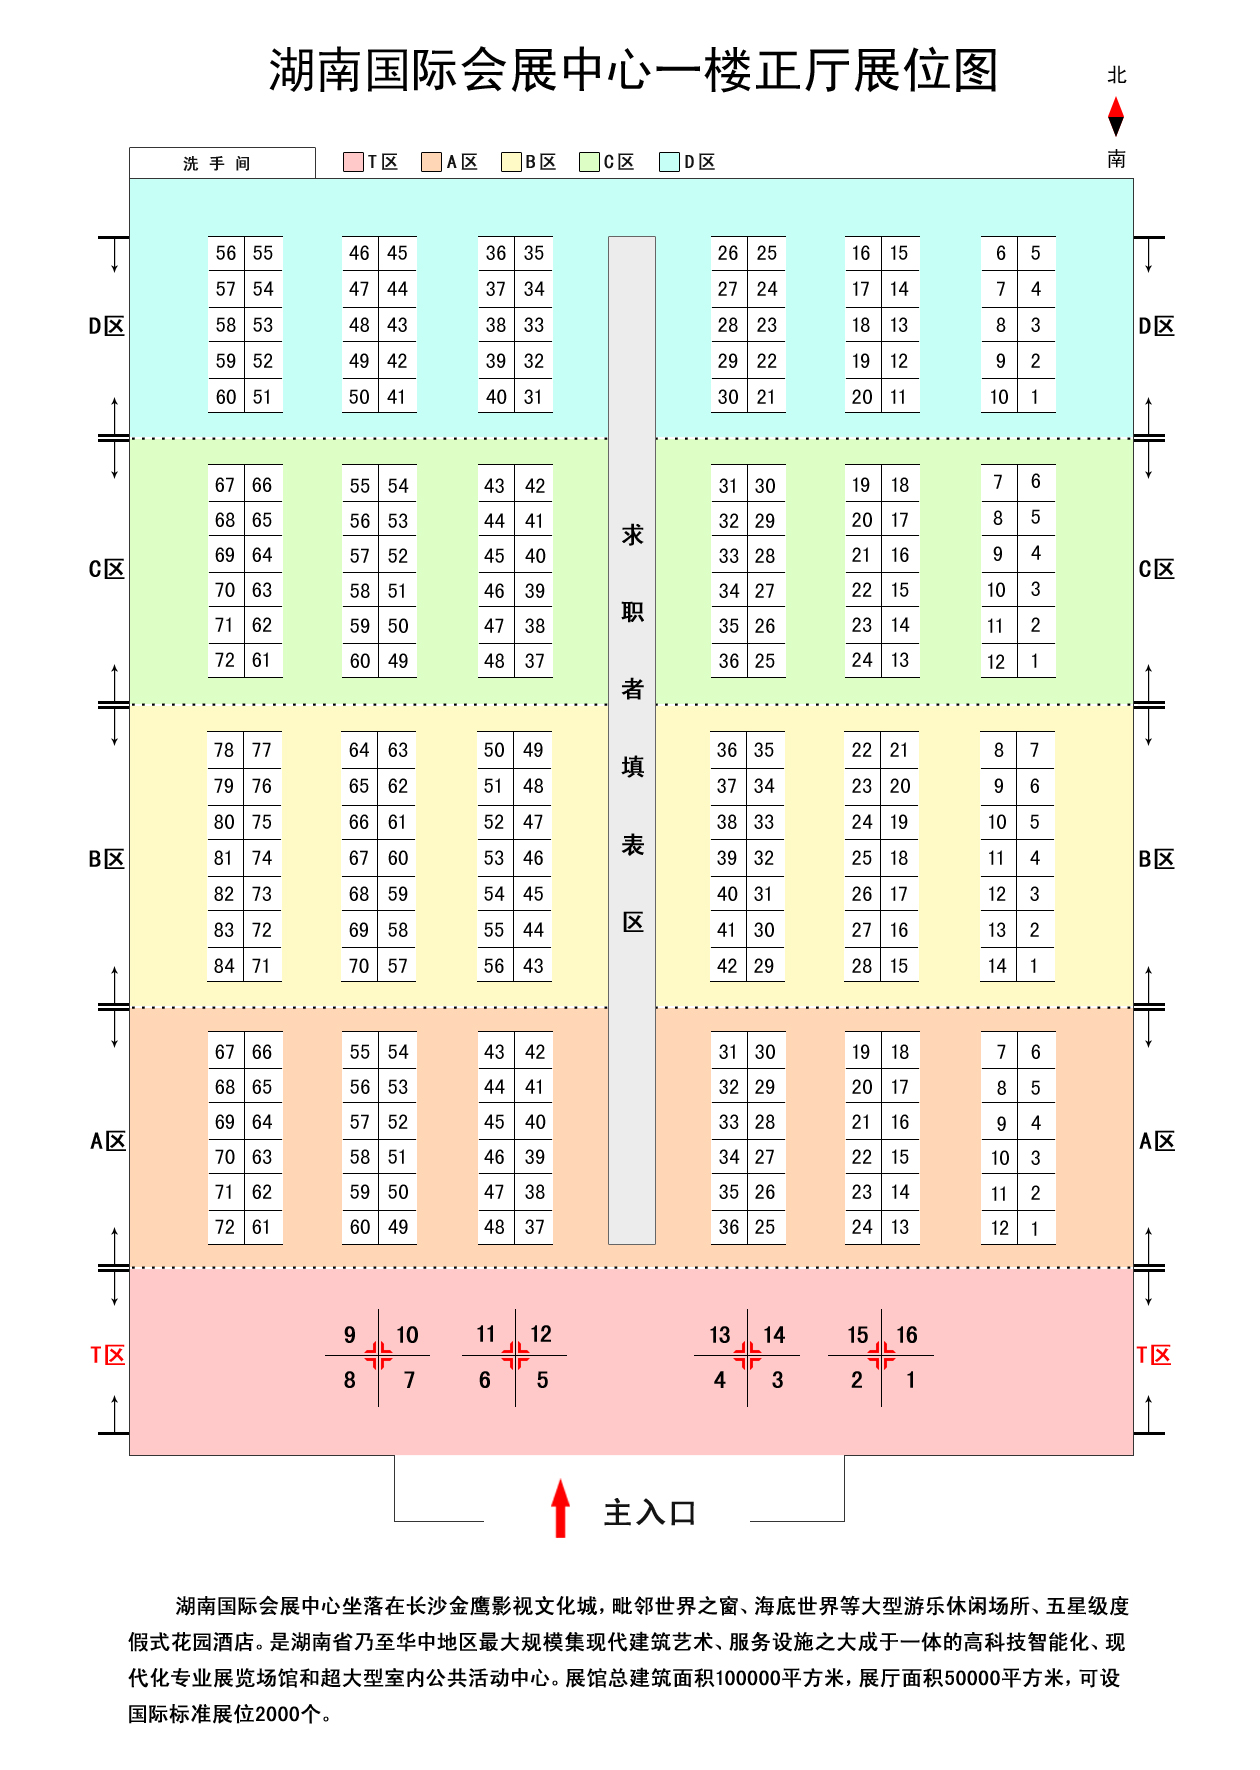 湖南国际会展中心一楼正厅展位图
北
南
洗手间
T区 A区 B区 C区 D区
56 55 46 45 36 35 26 25 16 15 6 5
57 54 47 44 37 34 27 24 17 14 7 4
D区 58 53 48 43 38 33 28 23 18 13 8 3 D区
59 52 49 42 39 32 29 22 19 12 9 2
60 51 50 41 40 31 30 21 20 11 10 1
67 66 55 54 43 42 31 30 19 18 7 6
68 65 56 53 44 41 32 29 20 17 8 5
69 64 57 52 45 40 33 28 21 16 9 4
C区 C区
70 63 58 51 46 39 34 27 22 15 10 3
71 62 59 50 47 38 35 26 23 14 11 2
72 61 60 49 48 37 36 25 24 13 12 1
求职者填表区
78 77 64 63 50 49 36 35 22 21 8 7
79 76 65 62 51 48 37 34 23 20 9 6
80 75 66 61 52 47 38 33 24 19 10 5
B区 81 74 67 60 53 46 39 32 25 18 11 4 B区
82 73 68 59 54 45 40 31 26 17 12 3
83 72 69 58 55 44 41 30 27 16 13 2
84 71 70 57 56 43 42 29 28 15 14 1
67 66 55 54 43 42 31 30 19 18 7 6
68 65 56 53 44 41 32 29 20 17 8 5
69 64 57 52 45 40 33 28 21 16 9 4
A区 A区
70 63 58 51 46 39 34 27 22 15 10 3
71 62 59 50 47 38 35 26 23 14 11 2
72 61 60 49 48 37 36 25 24 13 12 1
9 10 11 12 13 14 15 16
T区 T区
8 7 6 5 4 3 2 1
主入口
湖南国际会展中心坐落在长沙金鹰影视文化城，毗邻世界之窗、海底世界等大型游乐休闲场所、五星级度
假式花园酒店。是湖南省乃至华中地区最大规模集现代建筑艺术、服务设施之大成于一体的高科技智能化、现
代化专业展览场馆和超大型室内公共活动中心。展馆总建筑面积100000平方米，展厅面积50000平方米，可设
国际标准展位2000个。